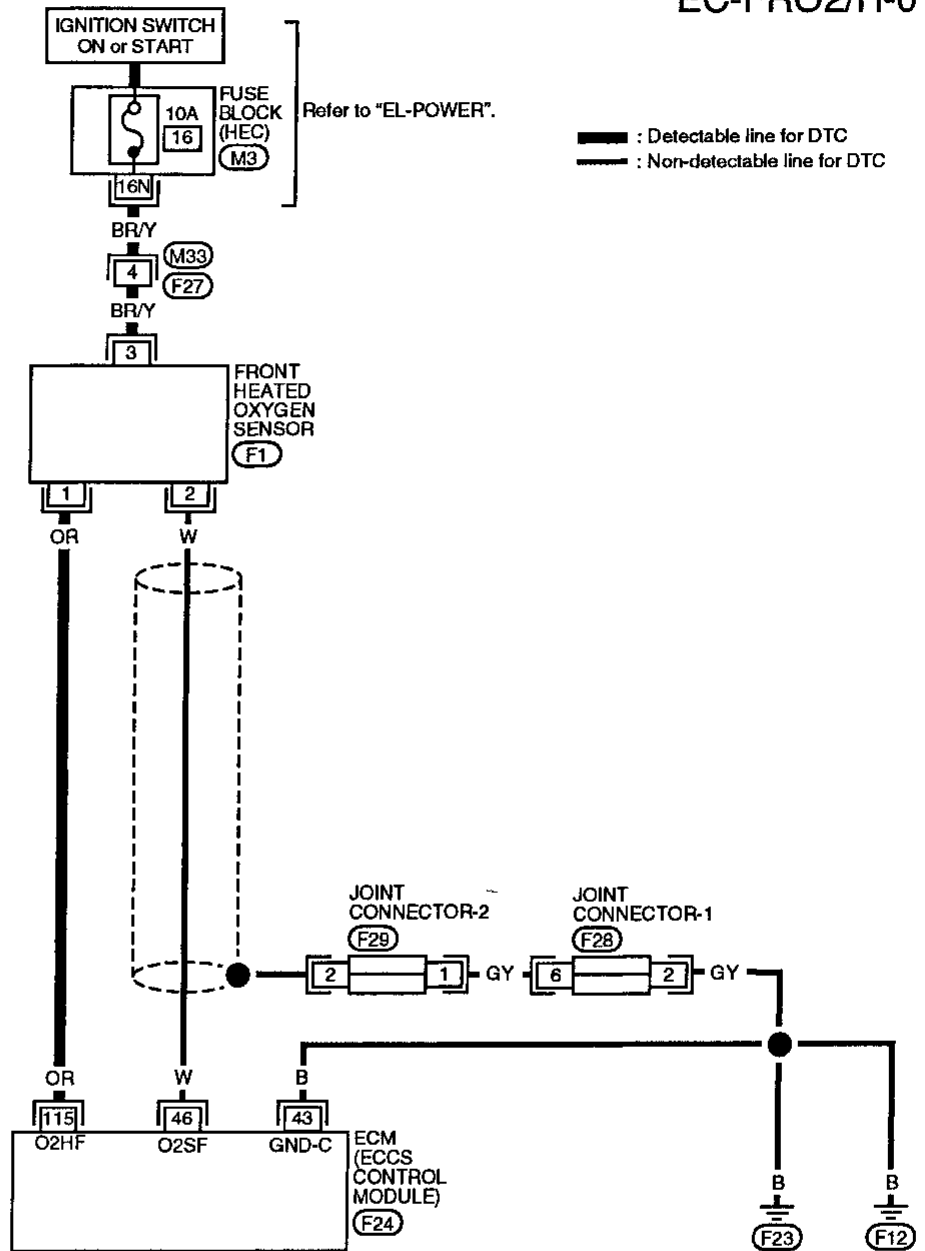 IGNITION SWITCH
ON or START
FUSE
BLOCK
(HEC)
M3
10A
16
Refer to "EL-POWER".
: Detectable line for DTC
: Non-detectable line for DTC
16N
BR/Y
4
M33
F27
BR/Y
3
FRONT
HEATED
OXYGEN
SENSOR
F1
1
2
OR
W
JOINT
CONNECTOR-2
F29
JOINT
CONNECTOR-1
F28
2
1
GY
6
2
GY
OR
W
B
115
46
43
O2HF
O2SF
GND-C
ECM
(ECCS
CONTROL
MODULE)
F24
B
B
F23
F12